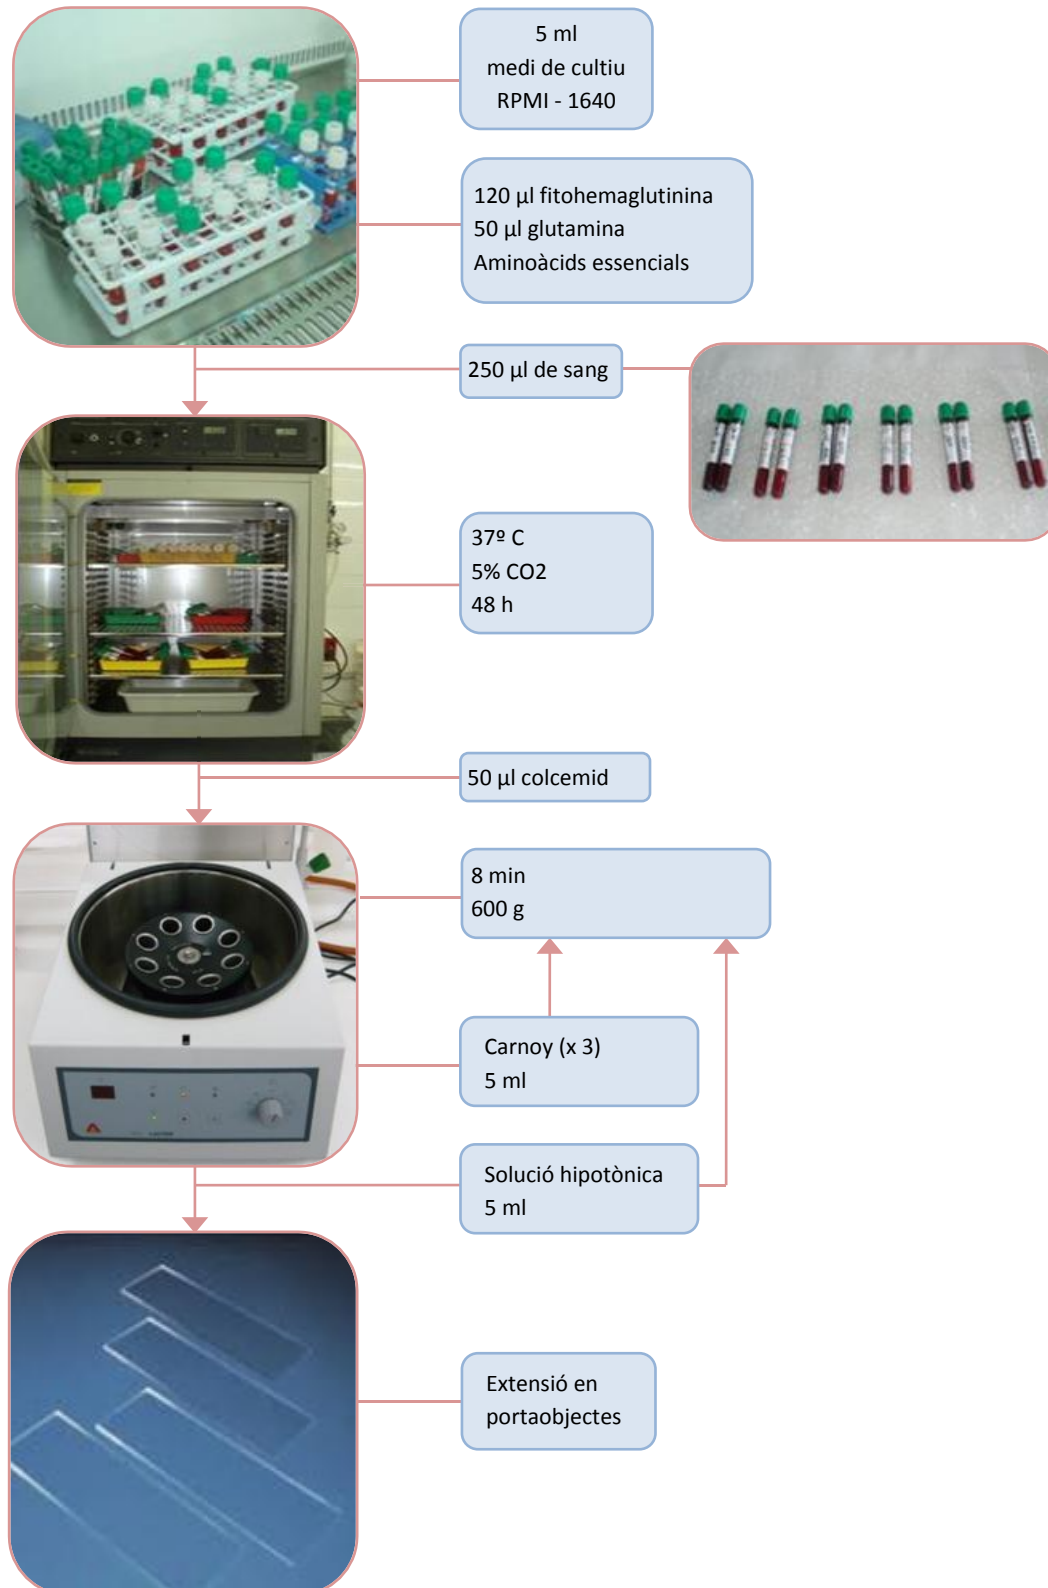 5 ml
medi de cultiu
RPMI - 1640
120 µl fitohemaglutinina
50 µl glutamina
Aminoàcids essencials
250 µl de sang
37º C
5% CO2
48 h
50 µl colcemid
8 min
600 g
Carnoy (x 3)
5 ml
Solució hipotònica
5 ml
Extensió en
portaobjectes